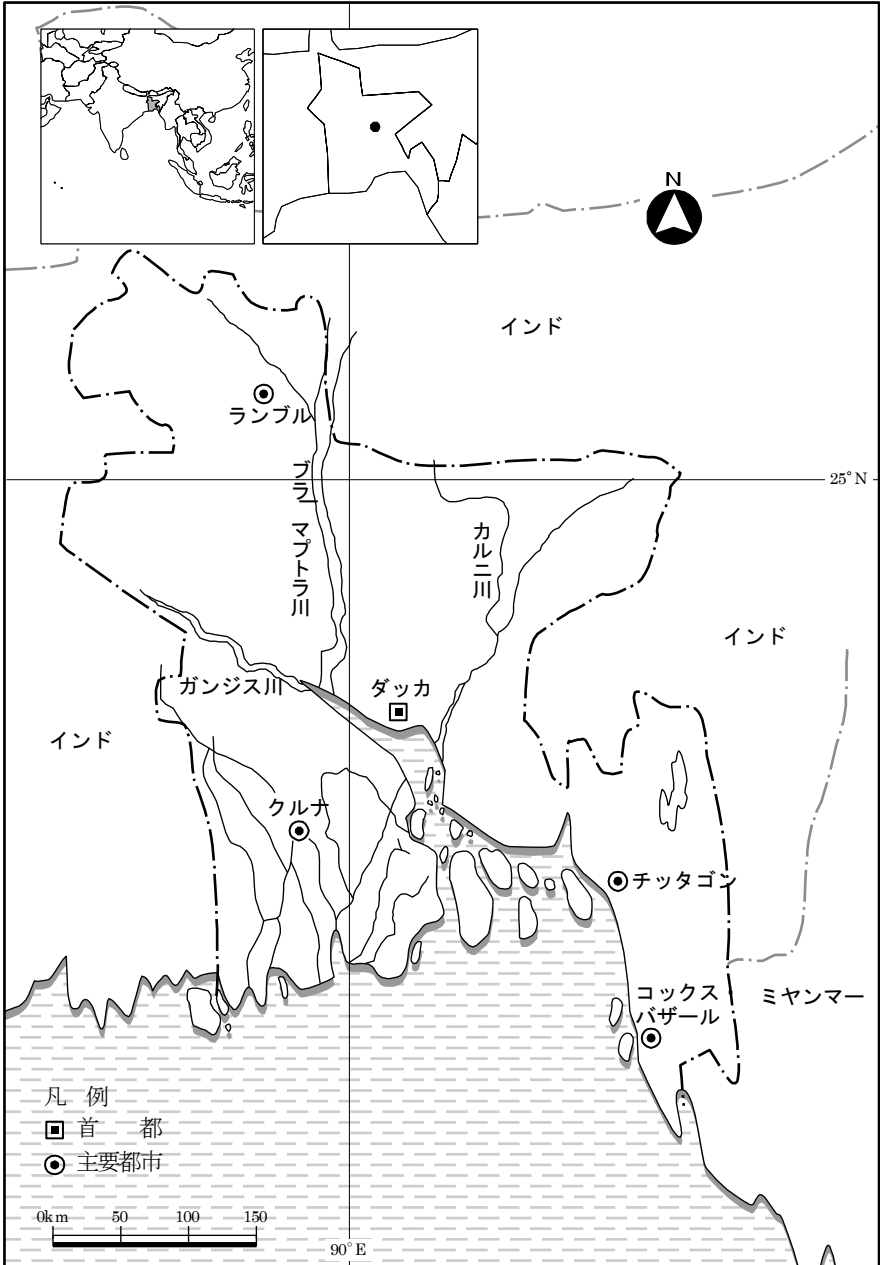 N
インド
ランブル
25°N
ブラマプトラ川
カルニ川
インド
ガンジス川
ダッカ
インド
クルナ
チッタゴン
コックス
バザール
ミヤンマー
凡 例
首 都
主要都市
0km 50 100 150
90°E